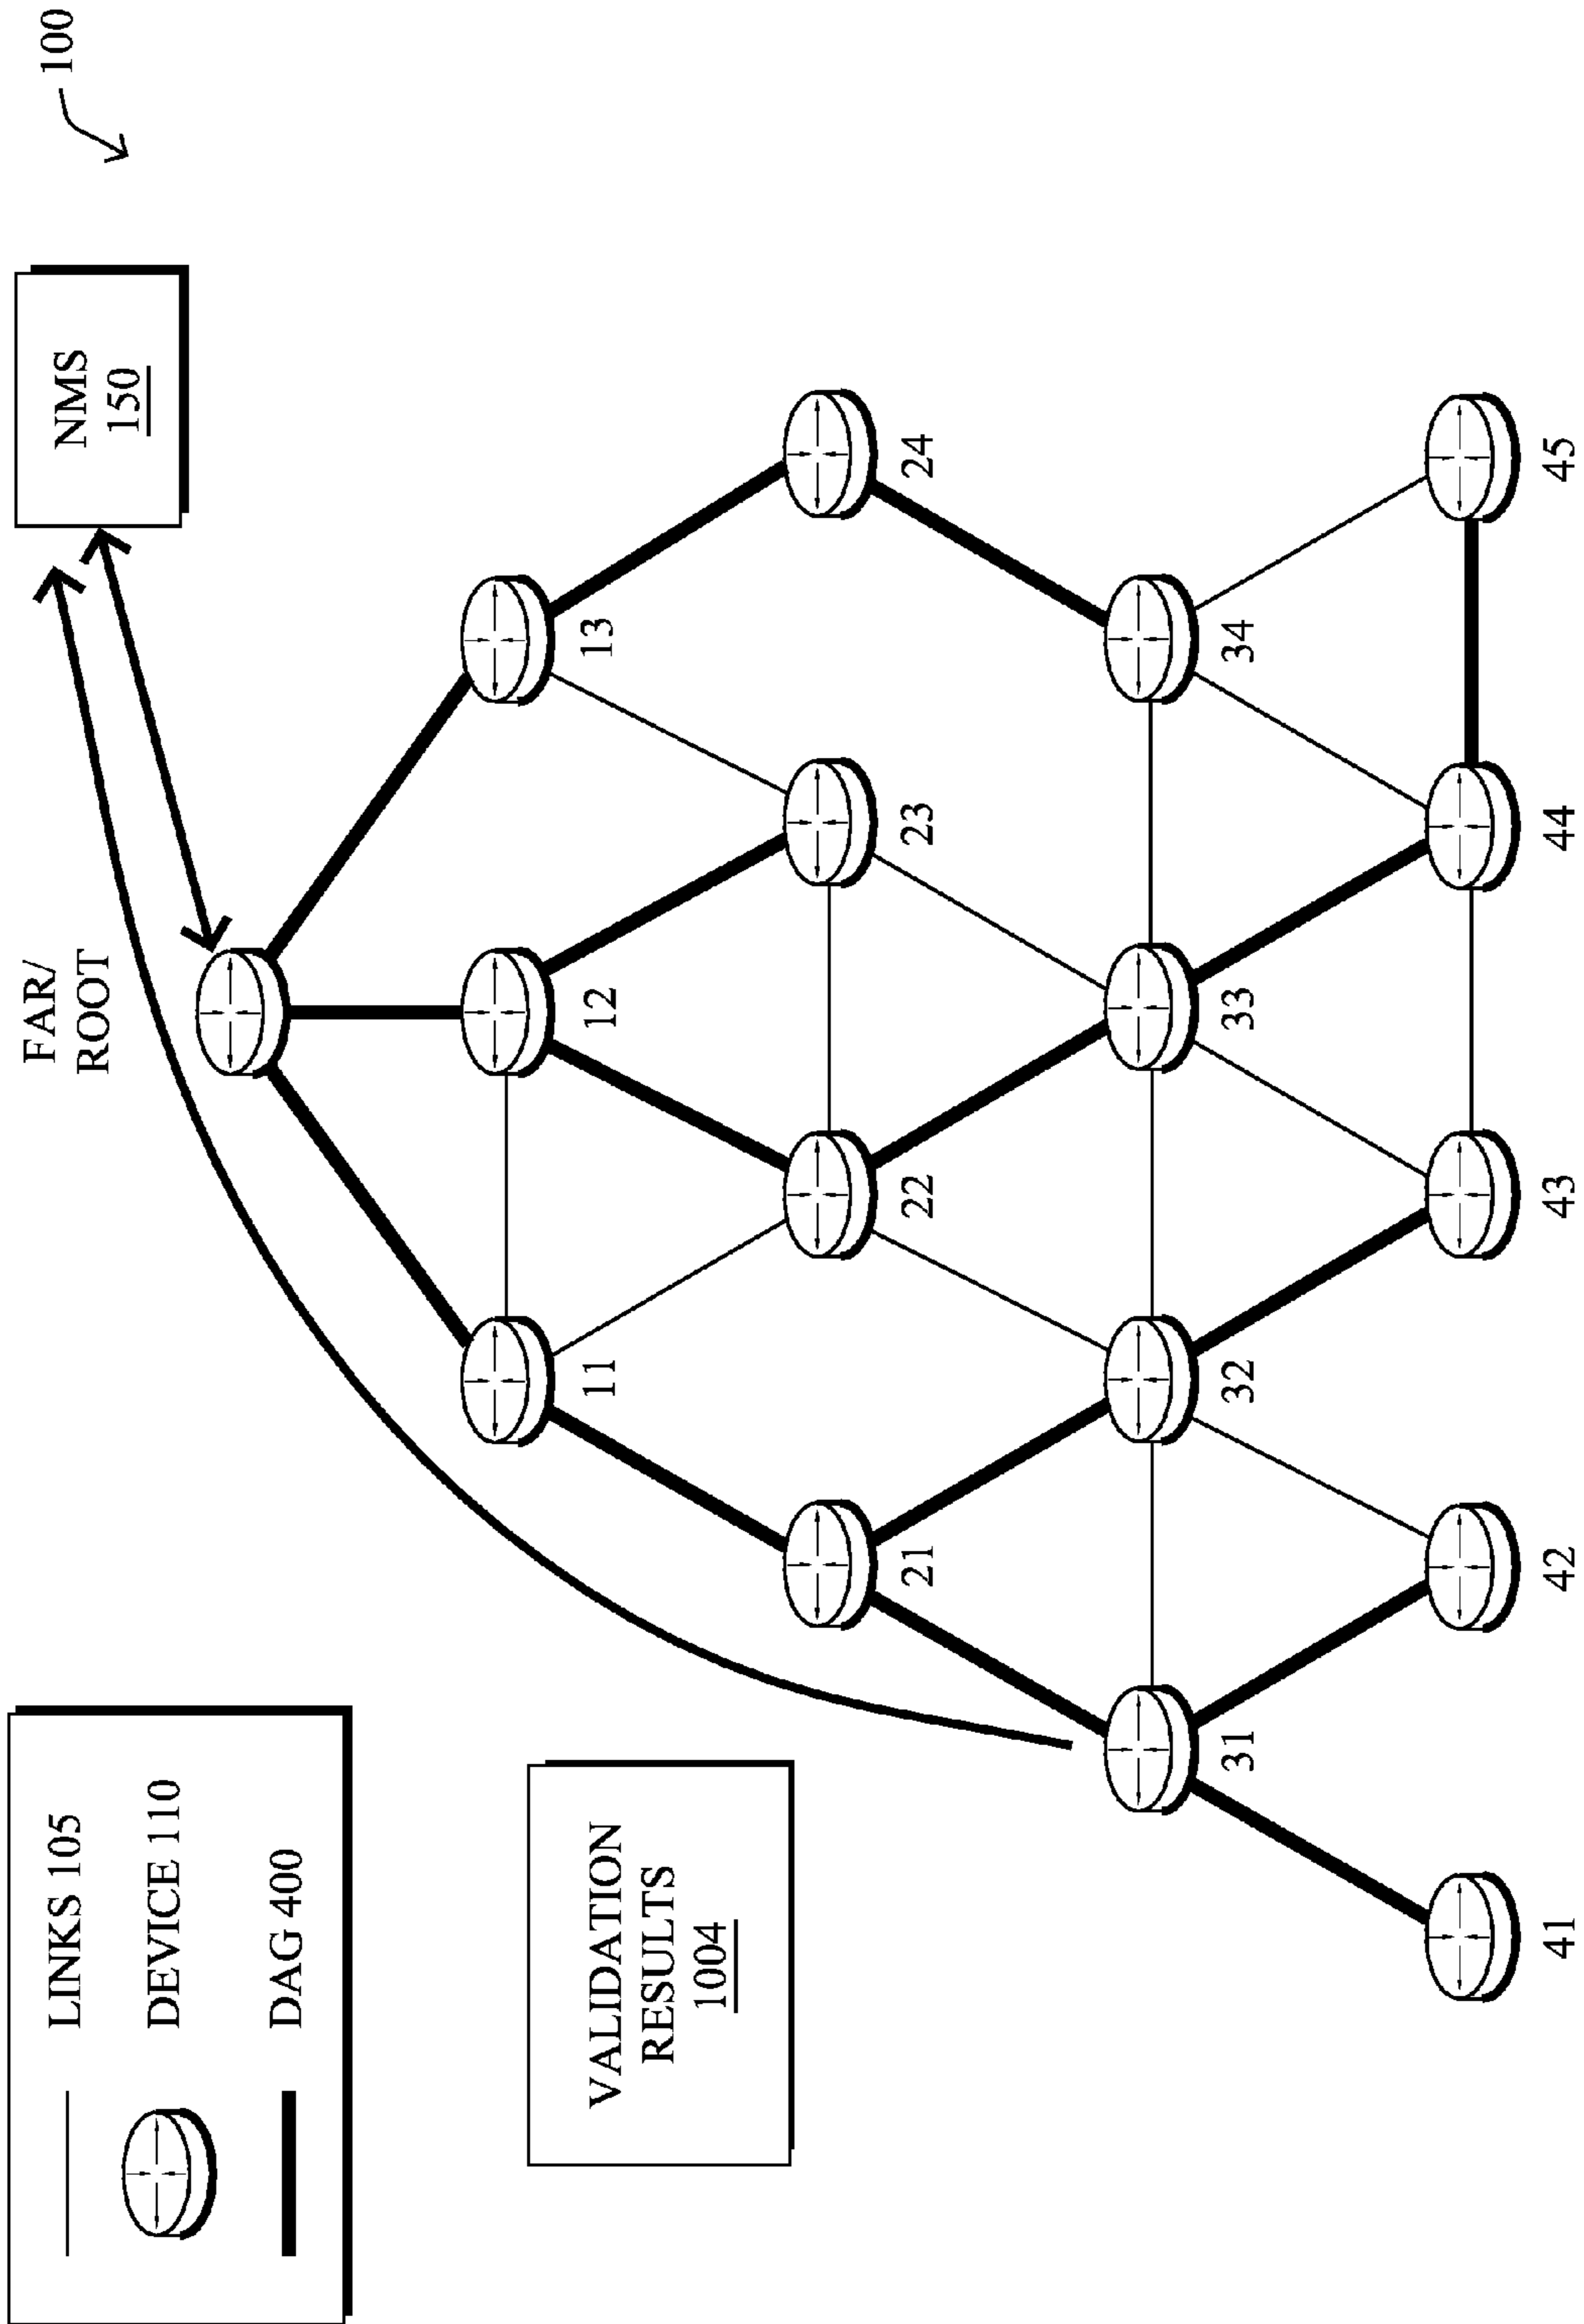 LINKS 105
DEVICE 110
DAG 400
FAR/
ROOT
NMS
150
100
VALIDATION
RESULTS
1004
11
12
13
21
22
23
24
31
32
33
34
41
42
43
44
45